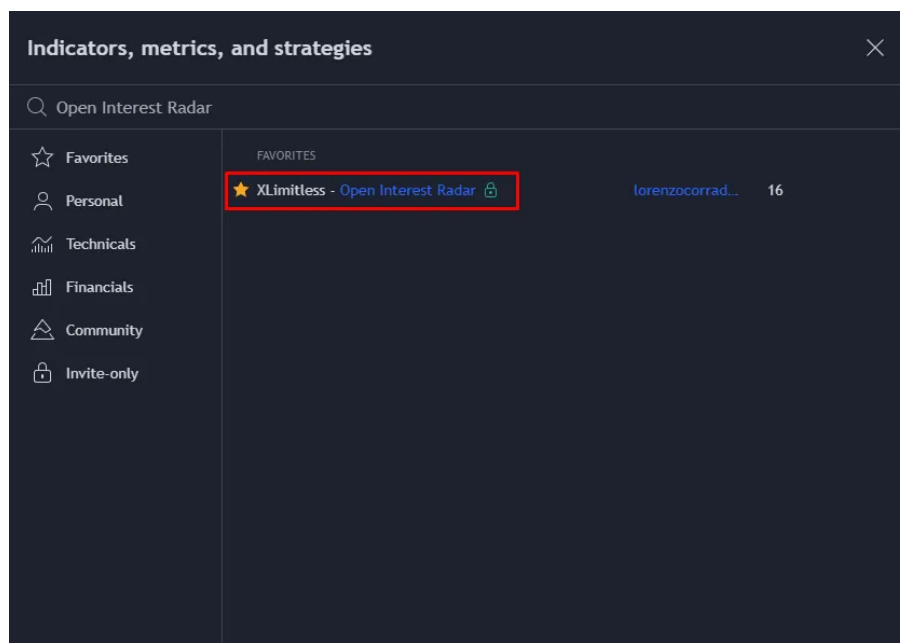 Indicators, metrics, and strategies
Open Interest Radar
Favorites
Personal
Technicals
Financials
Community
Invite-only
FAVORITES
XLimitless - Open Interest Radar
lorenzocorrad...
16